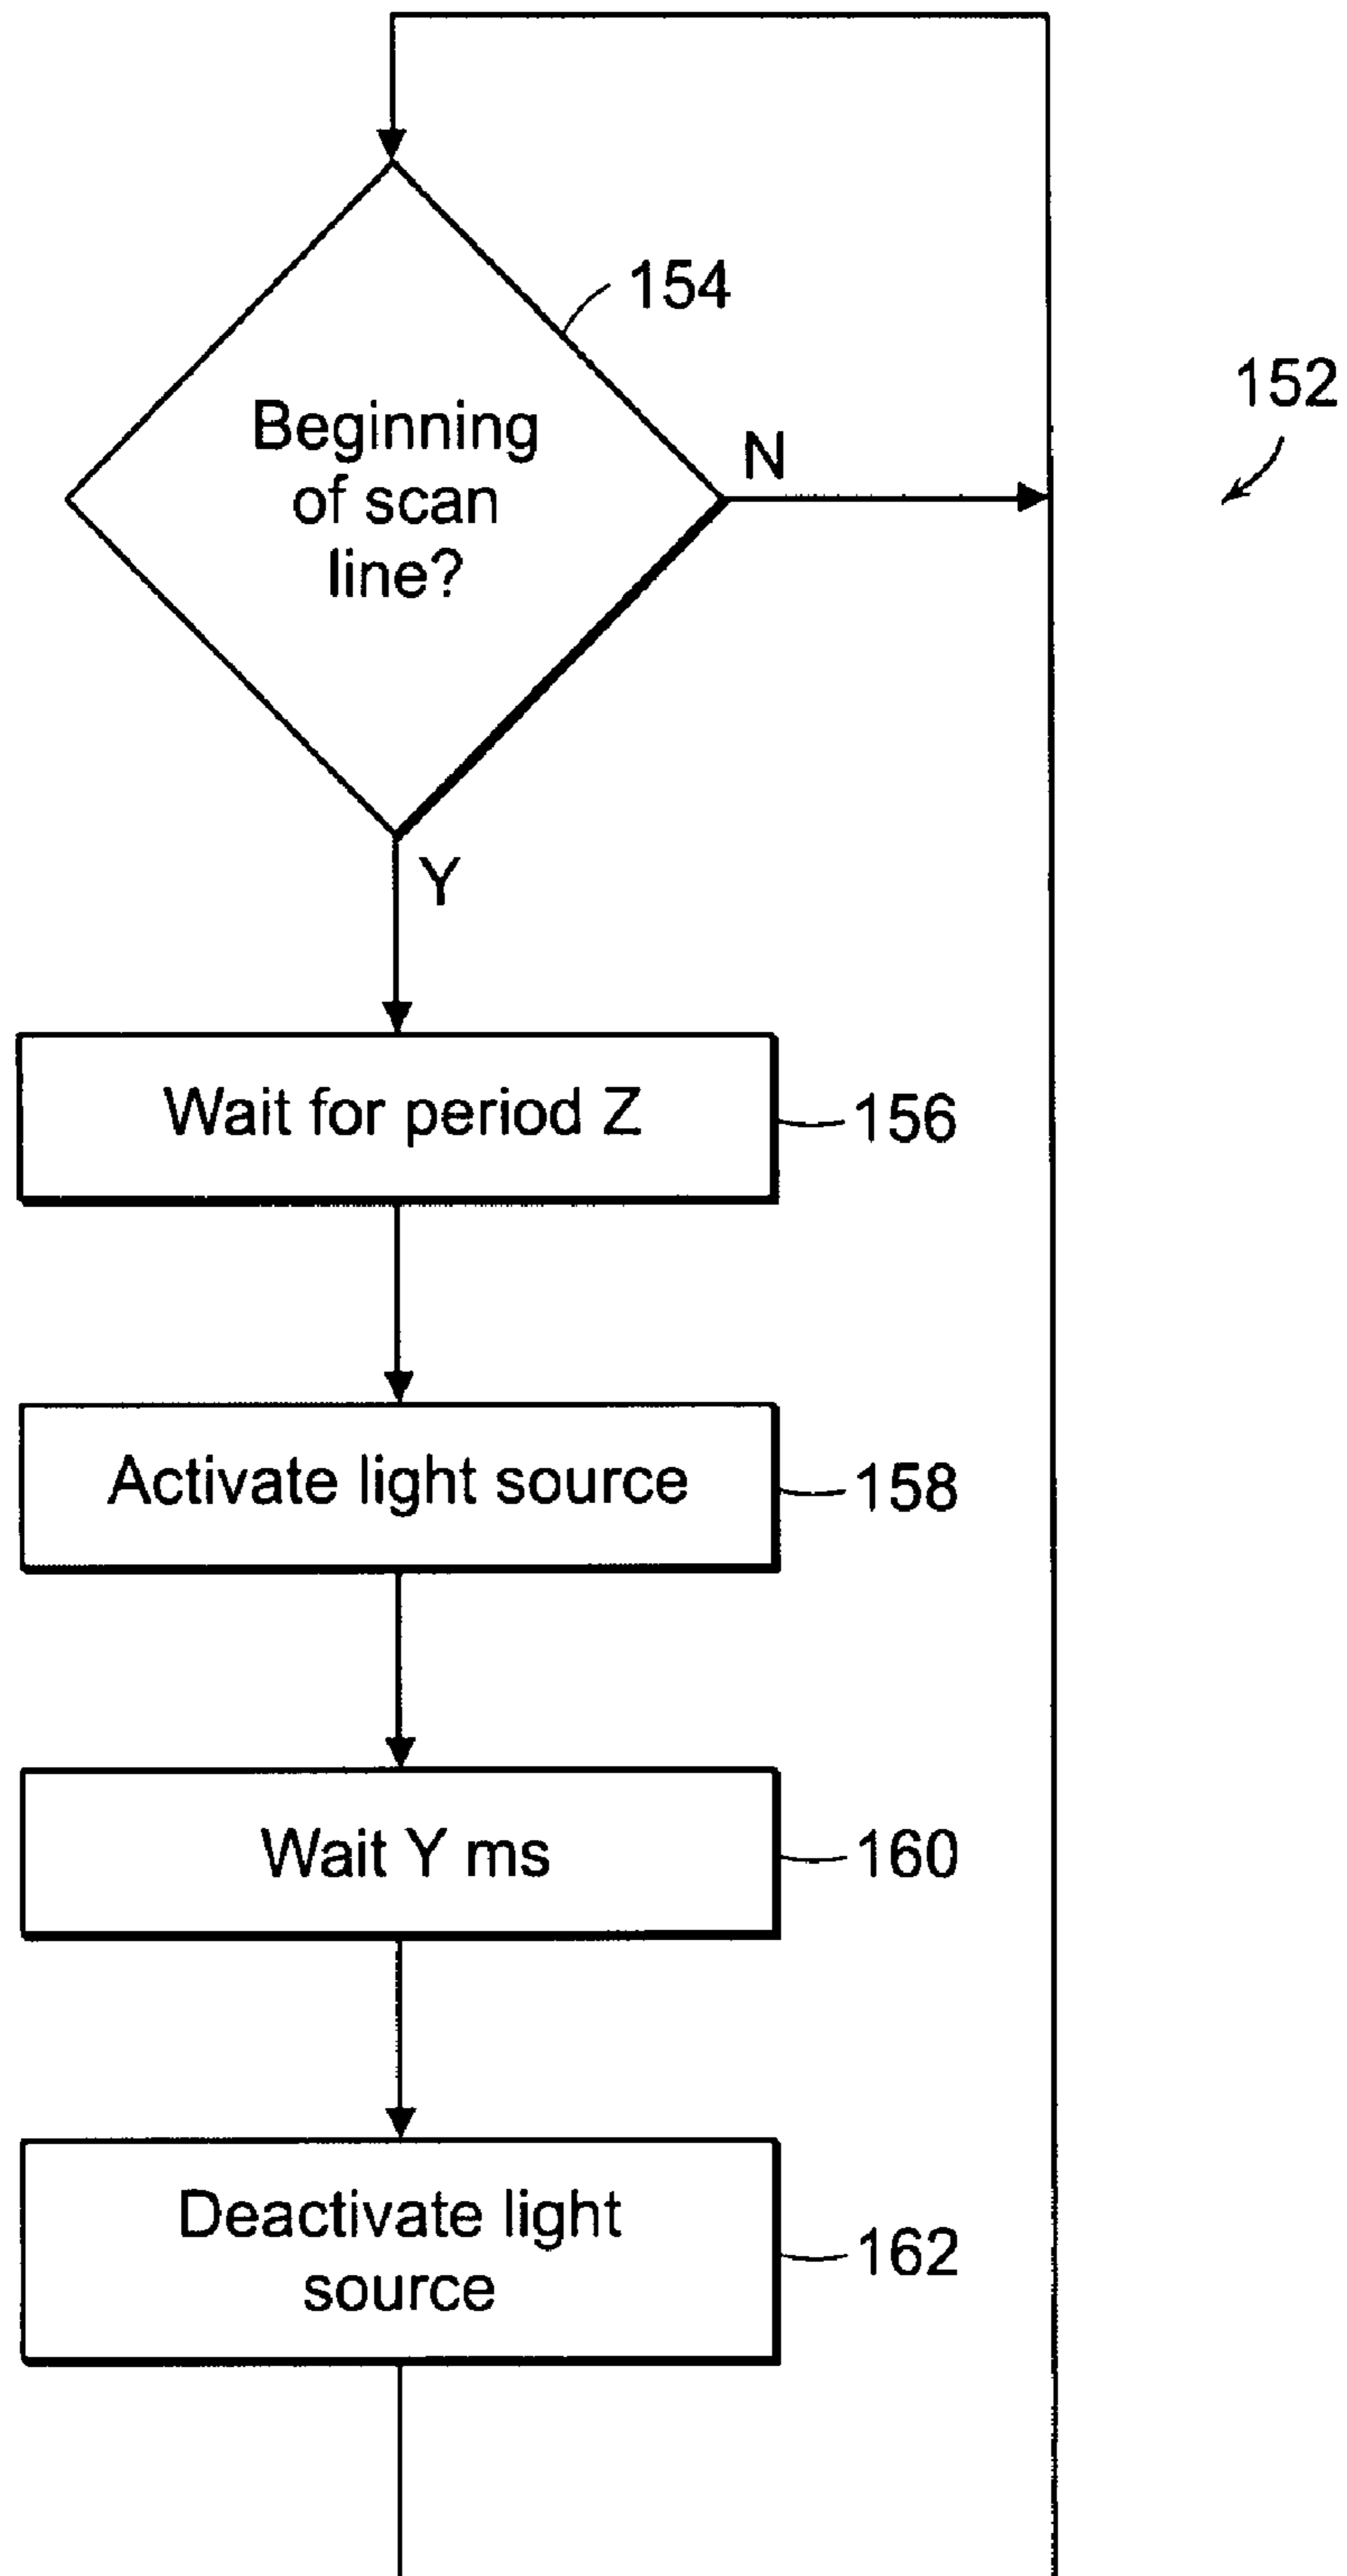 154
Beginning
of scan
line?
N
152
Y
Wait for period Z
156
Activate light source
158
Wait Y ms
160
Deactivate light
source
162